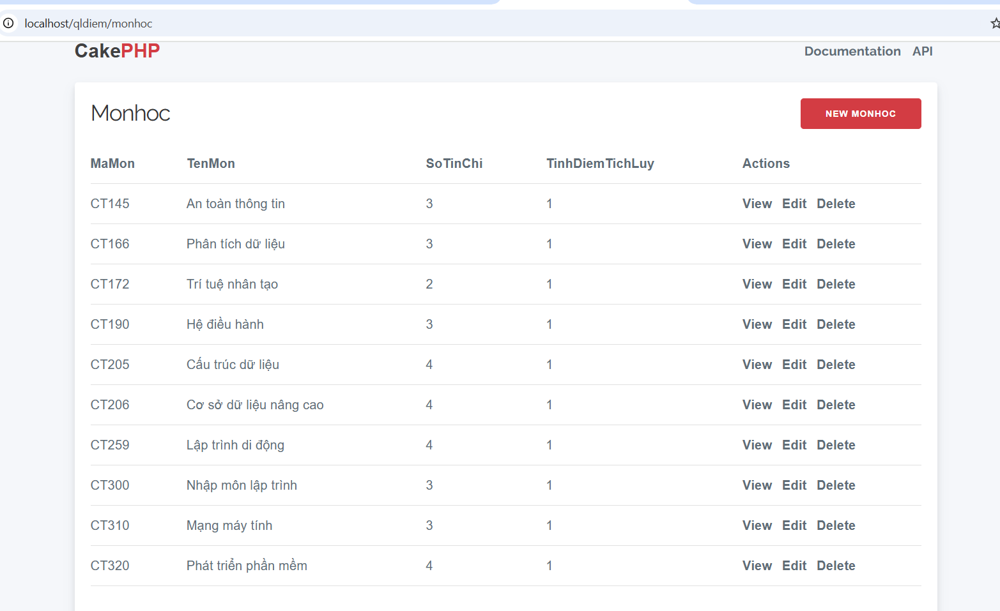 localhost/qldiem/monhoc
CakePHP Documentation API
Monhoc NEW MONHOC
MaMon TenMon SoTinChi TinhDiemTichLuy Actions
CT145 An toàn thông tin 3 1 View Edit Delete
CT166 Phân tích dữ liệu 3 1 View Edit Delete
CT172 Trí tuệ nhân tạo 2 1 View Edit Delete
CT190 Hệ điều hành 3 1 View Edit Delete
CT205 Cấu trúc dữ liệu 4 1 View Edit Delete
CT206 Cơ sở dữ liệu nâng cao 4 1 View Edit Delete
CT259 Lập trình di động 4 1 View Edit Delete
CT300 Nhập môn lập trình 3 1 View Edit Delete
CT310 Mạng máy tính 3 1 View Edit Delete
CT320 Phát triển phần mềm 4 1 View Edit Delete